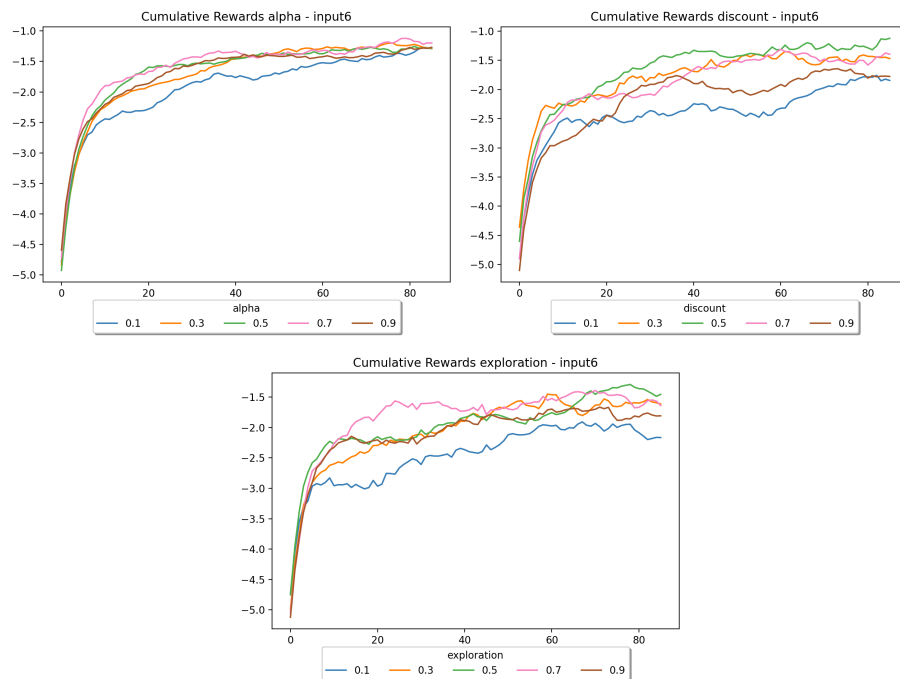 Cumulative Rewards alpha - input6
−1.0
−1.5
−2.0
−2.5
−3.0
−3.5
−4.0
−4.5
−5.0
0 20 40 60 80
alpha
0.1 0.3 0.5 0.7 0.9
Cumulative Rewards discount - input6
−1.0
−1.5
−2.0
−2.5
−3.0
−3.5
−4.0
−4.5
−5.0
0 20 40 60 80
discount
0.1 0.3 0.5 0.7 0.9
Cumulative Rewards exploration - input6
−1.5
−2.0
−2.5
−3.0
−3.5
−4.0
−4.5
−5.0
0 20 40 60 80
exploration
0.1 0.3 0.5 0.7 0.9